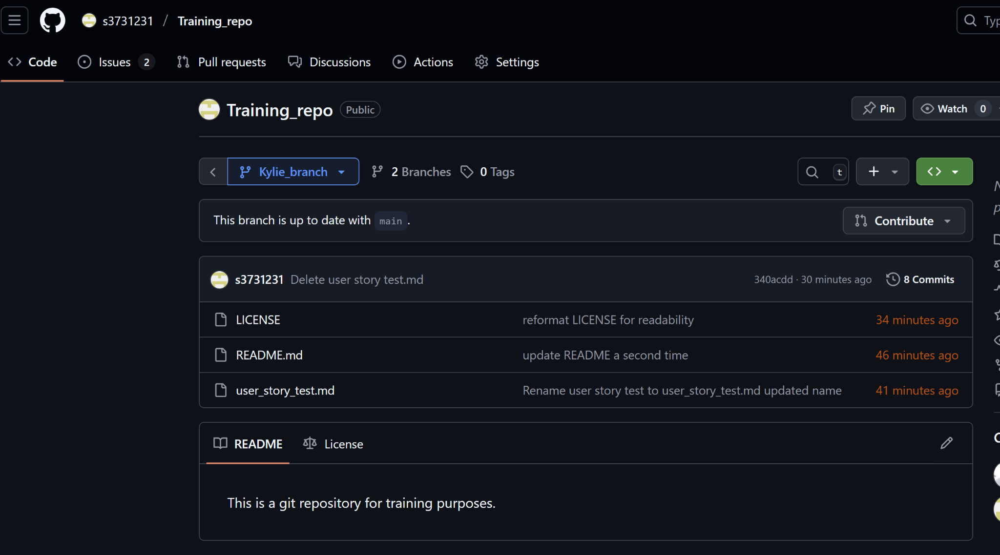 s3731231 / Training_repo Typ
Code Issues 2 Pull requests Discussions Actions Settings
Training_repo Public Pin Watch 0
Kylie_branch 2 Branches 0 Tags t
This branch is up to date with main . Contribute
s3731231 Delete user story test.md 340acdd · 30 minutes ago 8 Commits
LICENSE reformat LICENSE for readability 34 minutes ago
README.md update README a second time 46 minutes ago
user_story_test.md Rename user story test to user_story_test.md updated name 41 minutes ago
README License
This is a git repository for training purposes.